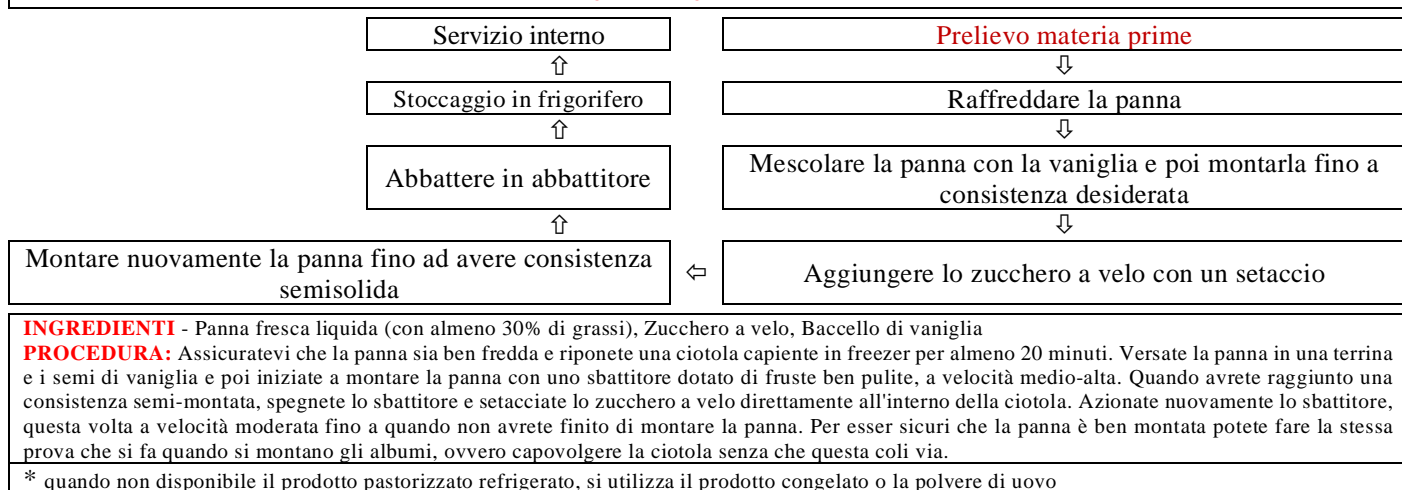 Servizio interno
Prelievo materia prime
⇧
⇩
Stoccaggio in frigorifero
Raffreddare la panna
⇧
⇩
Abbattere in abbattitore
Mescolare la panna con la vaniglia e poi montarla fino a
consistenza desiderata
⇧
⇩
Montare nuovamente la panna fino ad avere consistenza
semisolida
⇦
Aggiungere lo zucchero a velo con un setaccio
INGREDIENTI - Panna fresca liquida (con almeno 30% di grassi), Zucchero a velo, Baccello di vaniglia
PROCEDURA: Assicuratevi che la panna sia ben fredda e riponete una ciotola capiente in freezer per almeno 20 minuti. Versate la panna in una terrina
e i semi di vaniglia e poi iniziate a montare la panna con uno sbattitore dotato di fruste ben pulite, a velocità medio-alta. Quando avrete raggiunto una
consistenza semi-montata, spegnete lo sbattitore e setacciate lo zucchero a velo direttamente all'interno della ciotola. Azionate nuovamente lo sbattitore,
questa volta a velocità moderata fino a quando non avrete finito di montare la panna. Per esser sicuri che la panna è ben montata potete fare la stessa
prova che si fa quando si montano gli albumi, ovvero capovolgere la ciotola senza che questa coli via.
* quando non disponibile il prodotto pastorizzato refrigerato, si utilizza il prodotto congelato o la polvere di uovo